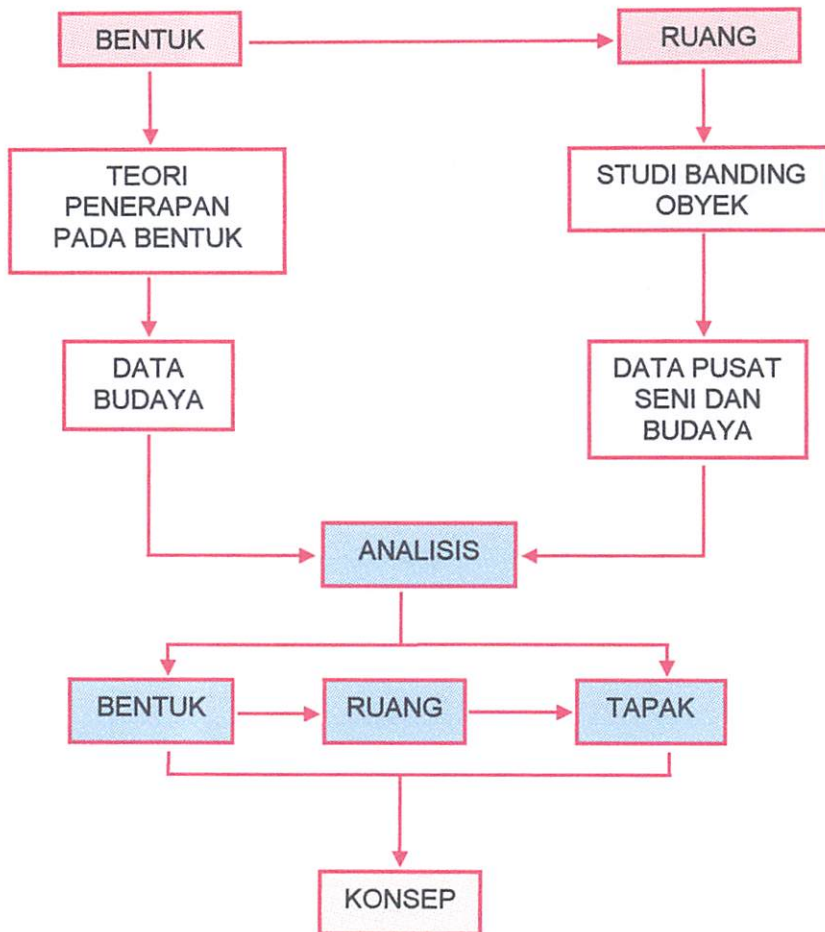 BENTUK
RUANG
TEORI
PENERAPAN
PADA BENTUK
STUDI BANDING
OBYEK
DATA
BUDAYA
DATA PUSAT
SENI DAN
BUDAYA
ANALISIS
BENTUK
RUANG
TAPAK
KONSEP